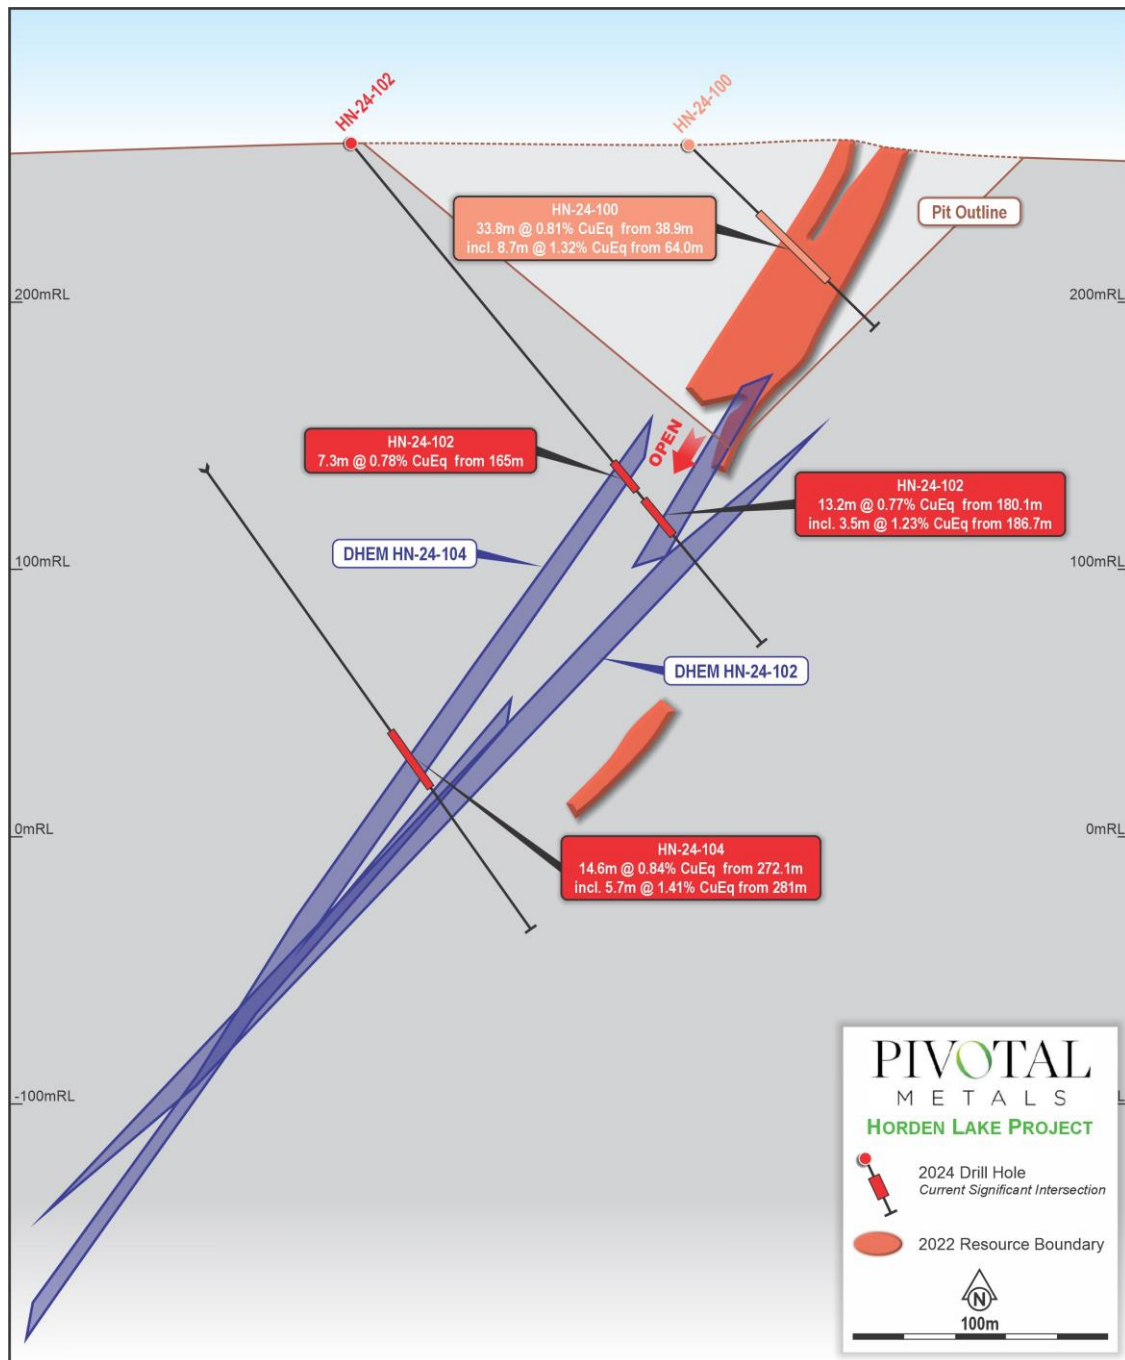 HN-24-102
HN-24-100
HN-24-100
33.8m @ 0.81% CuEq from 38.9m
incl. 8.7m @ 1.32% CuEq from 64.0m
Pit Outline
200mRL
200mRL
OPEN
HN-24-102
7.3m @ 0.78% CuEq from 165m
HN-24-102
13.2m @ 0.77% CuEq from 180.1m
incl. 3.5m @ 1.23% CuEq from 186.7m
DHEM HN-24-104
100mRL
100mRL
DHEM HN-24-102
0mRL
0mRL
HN-24-104
14.6m @ 0.84% CuEq from 272.1m
incl. 5.7m @ 1.41% CuEq from 281m
-100mRL
L
PIVOTAL
METALS
HORDEN LAKE PROJECT
2024 Drill Hole
Current Significant Intersection
2022 Resource Boundary
N
100m